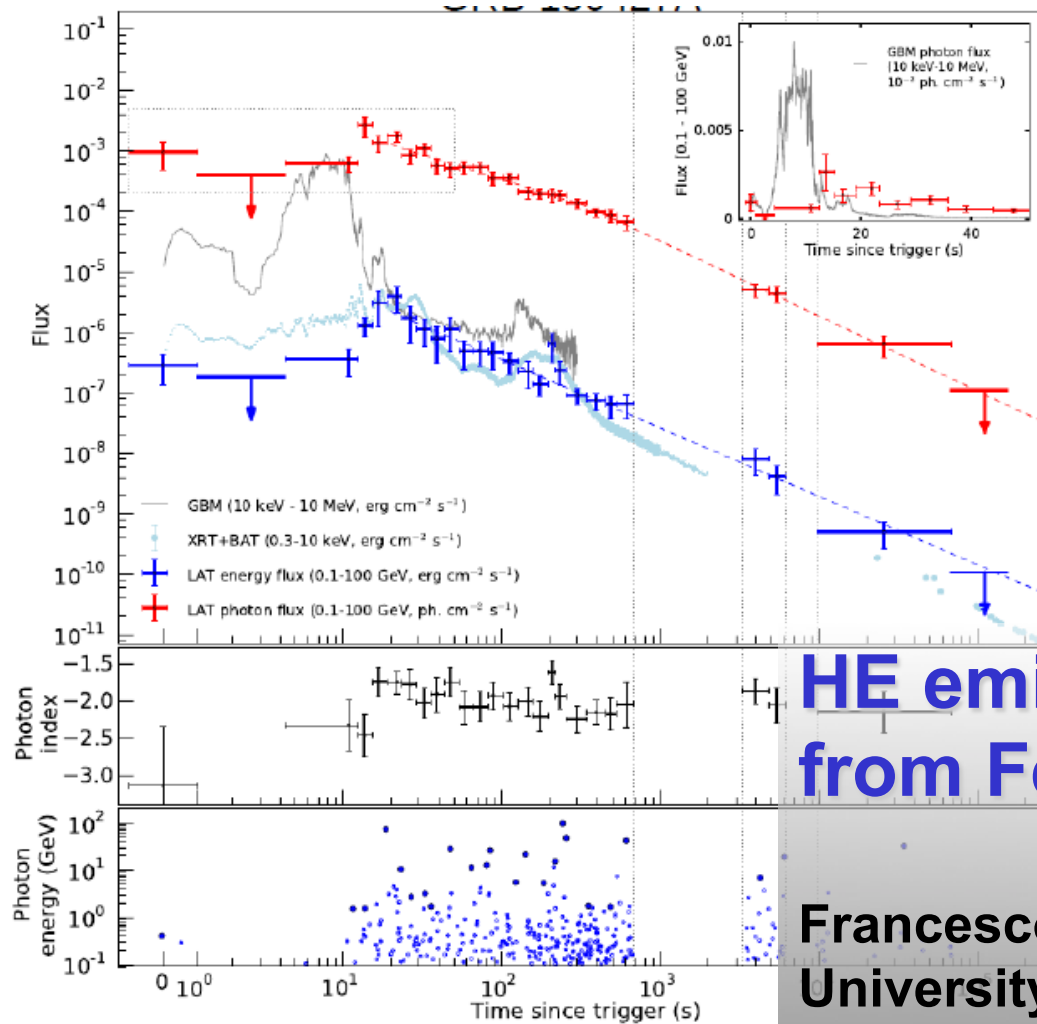 10⁻¹
10⁻²
10⁻³
10⁻⁴
10⁻⁵
10⁻⁶
10⁻⁷
10⁻⁸
10⁻⁹
10⁻¹⁰
10⁻¹¹
Flux
0.01
0.005
0
Flux [0.1 - 100 GeV]
GBM photon flux
(10 keV-10 MeV,
10⁻² ph. cm⁻² s⁻¹)
0 20 40
Time since trigger (s)
GBM (10 keV - 10 MeV, erg cm⁻² s⁻¹)
XRT+BAT (0.3-10 keV, erg cm⁻² s⁻¹)
LAT energy flux (0.1-100 GeV, erg cm⁻² s⁻¹)
LAT photon flux (0.1-100 GeV, ph. cm⁻² s⁻¹)
−1.5
−2.0
−2.5
−3.0
Photon
index
HE emi
from Fe
10²
10¹
10⁰
10⁻¹
Photon
energy (GeV)
Francesco
University
0 10⁰ 10¹ 10² 10³
Time since trigger (s)